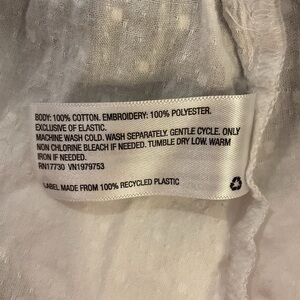 BODY: 100% COTTON. EMBROIDERY: 100% POLYESTER.
EXCLUSIVE OF ELASTIC.
MACHINE WASH COLD. WASH SEPARATELY. GENTLE CYCLE. ONLY
NON CHLORINE BLEACH IF NEEDED. TUMBLE DRY LOW. WARM
IRON IF NEEDED.
RN17730 VN1979753
LABEL MADE FROM 100% RECYCLED PLASTIC